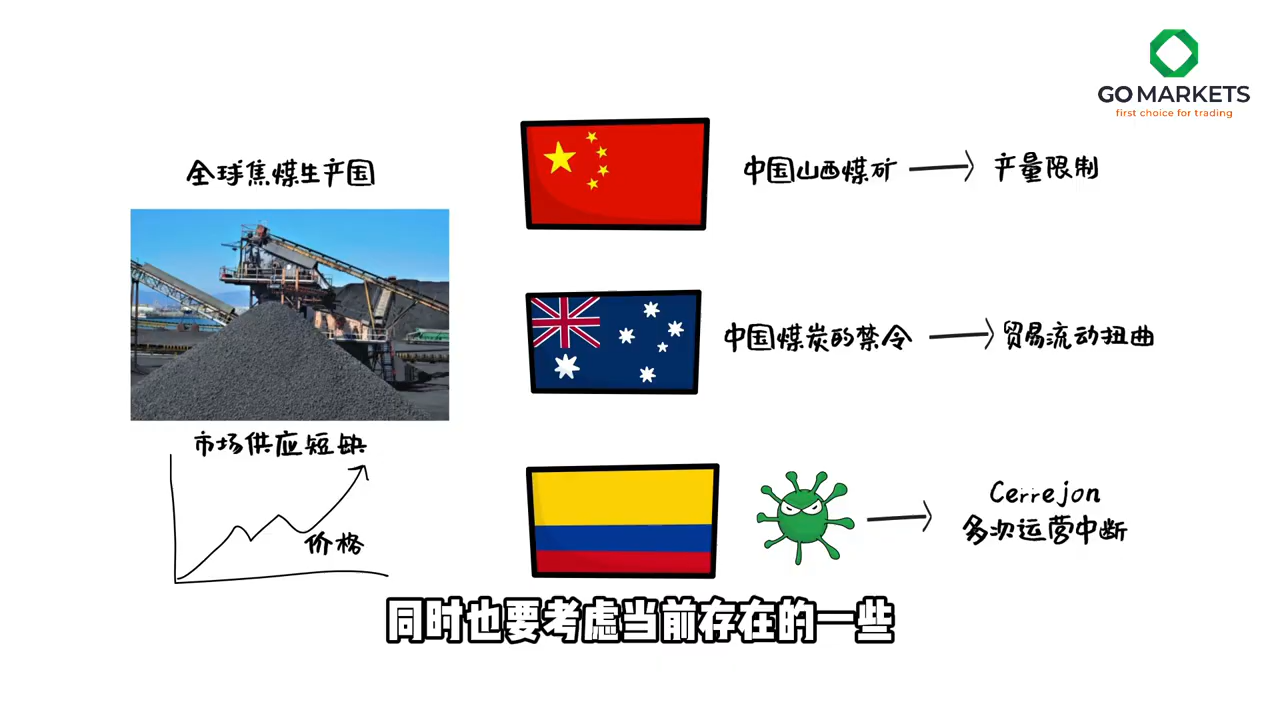 GO MARKETS
first choice for trading
全球焦煤生产国
中国山西煤矿
产量限制
中国煤炭的禁令
贸易流动扭曲
市场供应短缺
价格
Cerrejon
多次运营中断
同时也要考虑当前存在的一些